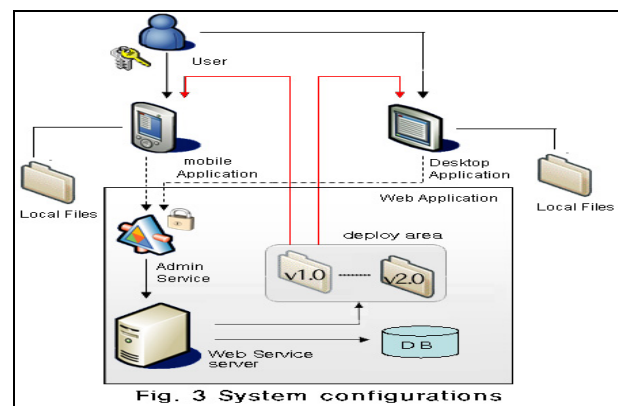 User
mobile
Application
Desktop
Application
Local Files
Web Application
Local Files
deploy area
Admin
Service
v1.0
v2.0
Web Service
server
DB
Fig. 3 System configurations